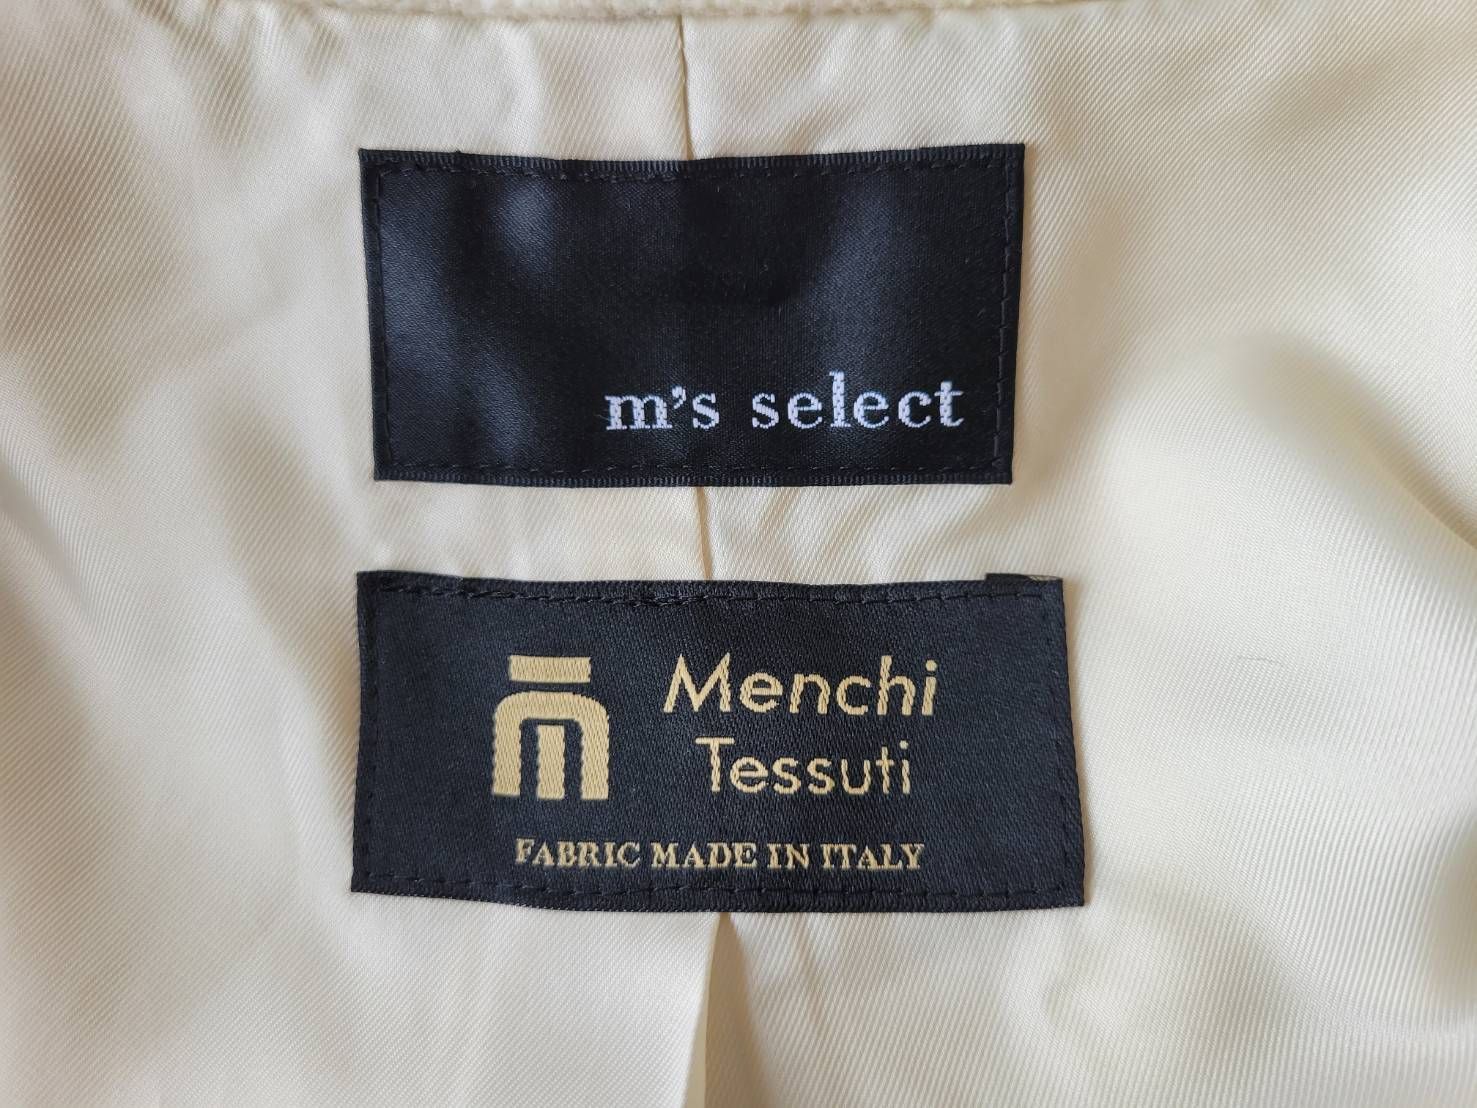 m's select
Menchi
Tessuti
FABRIC MADE IN ITALY